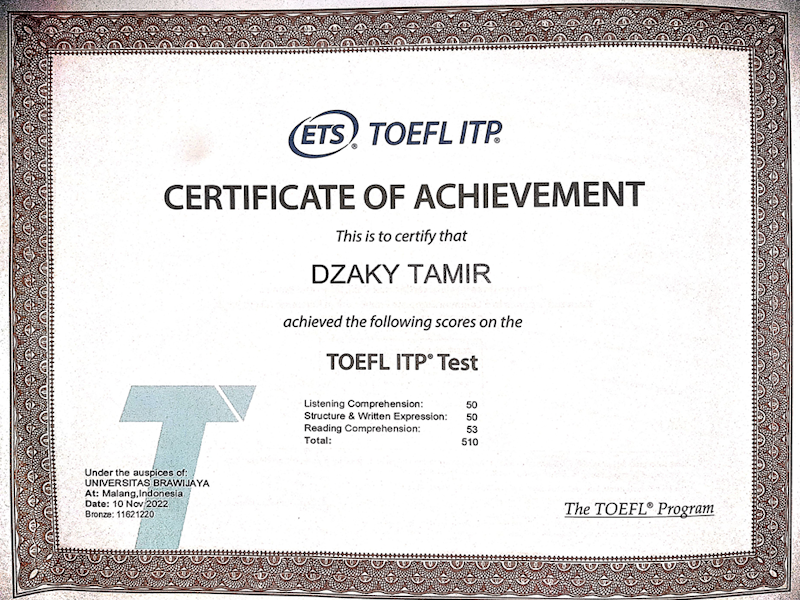 ETS® TOEFL ITP®
CERTIFICATE OF ACHIEVEMENT
This is to certify that
DZAKY TAMIR
achieved the following scores on the
TOEFL ITP® Test
Listening Comprehension: 50
Structure & Written Expression: 50
Reading Comprehension: 53
Total: 510
Under the auspices of:
UNIVERSITAS BRAWIJAYA
At: Malang,Indonesia
Date: 10 Nov 2022
Bronze: 11621220
The TOEFL® Program